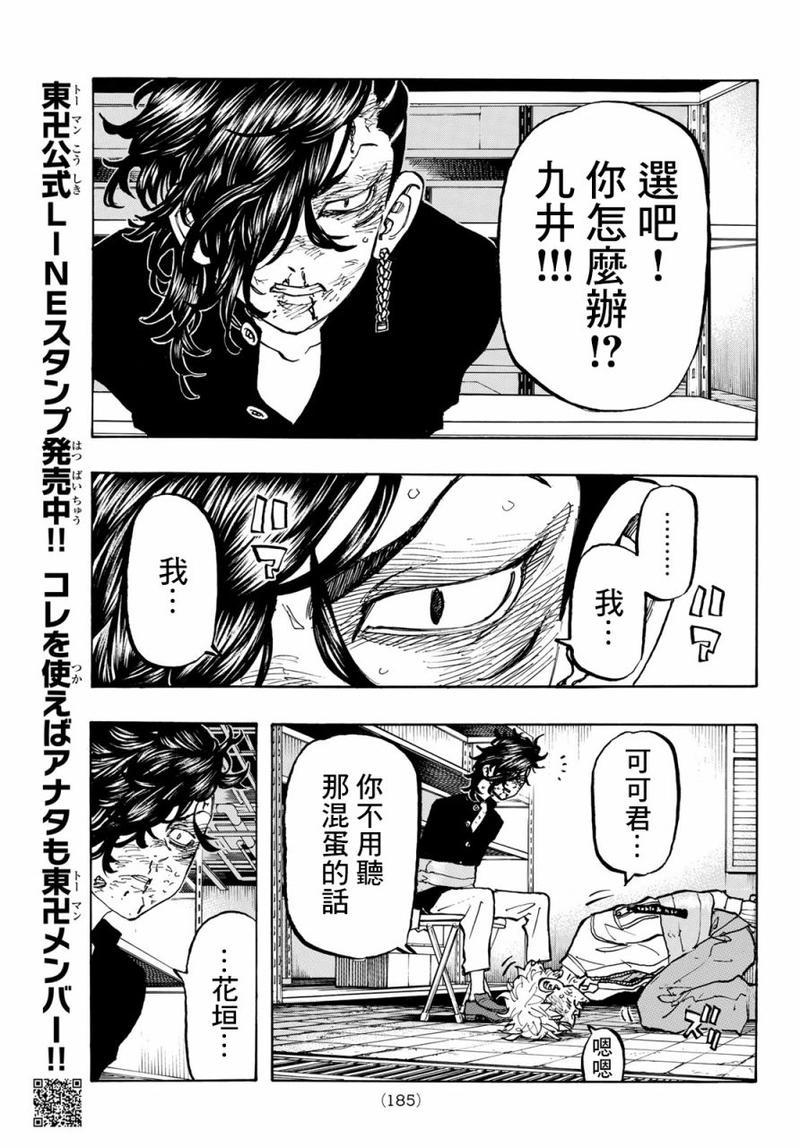 選吧！
你怎麼辦!?
九井!!!
………
我…
ハァ
ハァ
我…
可可君…
你不用聽
那混蛋的話
嗯嗯
ズズ
…花垣…
東卍公式LINEスタンプ発売中!! コレを使えばアナタも東卍メンバー!!
トーマンこうしき
はつばいちゅう
つか
トーマン
(185)